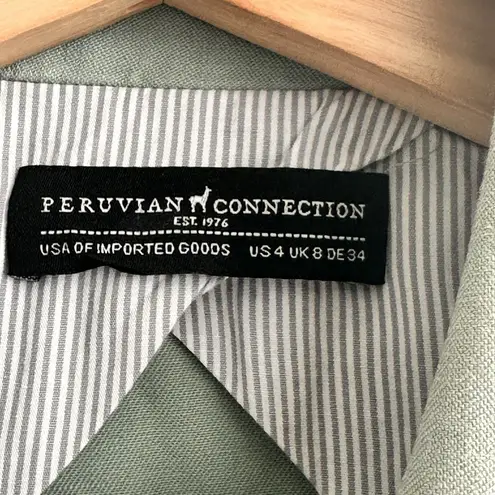 PERUVIAN CONNECTION
EST. 1976
USA OF IMPORTED GOODS US 4 UK 8 DE 34